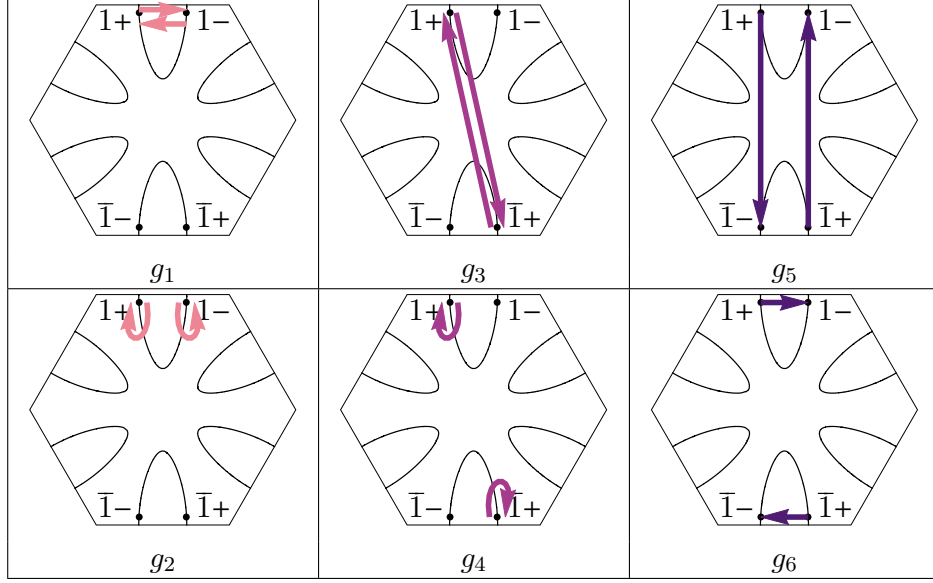 1+ 1- 1+ 1- 1+ 1-
1̅- 1̅+ 1̅- 1̅+ 1̅- 1̅+
g₁ g₃ g₅
1+ 1- 1+ 1- 1+ 1-
1̅- 1̅+ 1̅- 1̅+ 1̅- 1̅+
g₂ g₄ g₆